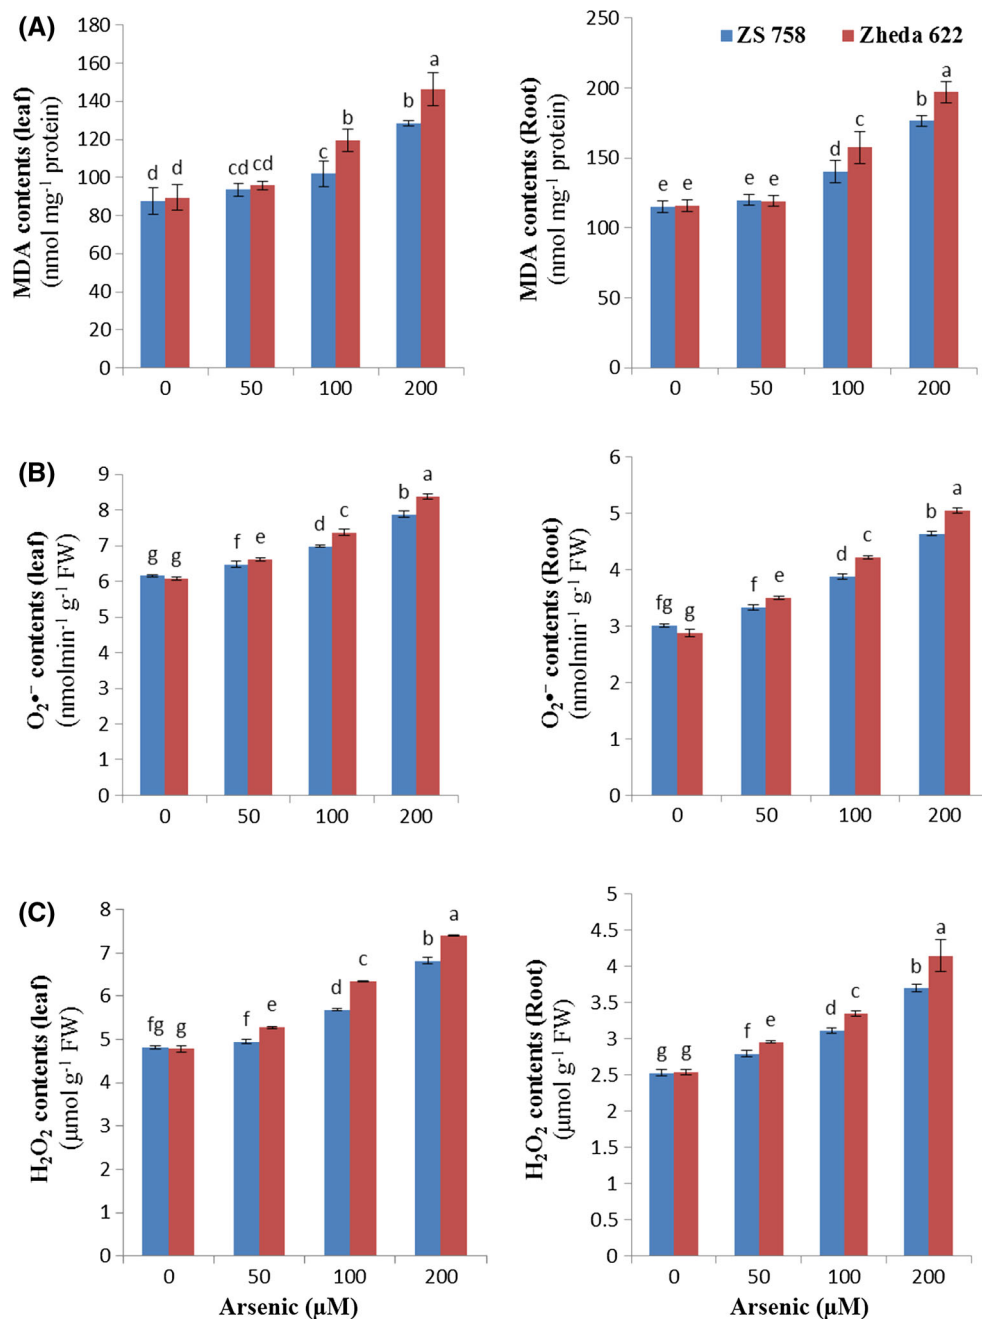 (A)
MDA contents (leaf)
(nmol mg⁻¹ protein)
180
160
140
120
100
80
60
40
20
0
d d cd cd c b b a
0 50 100 200
ZS 758 Zheda 622
MDA contents (Root)
(nmol mg⁻¹ protein)
250
200
150
100
50
0
e e e e d c b a
0 50 100 200
(B)
O₂•⁻ contents (leaf)
(nmolmin⁻¹ g⁻¹ FW)
9
8
7
6
5
4
3
2
1
0
g g f e d c b a
0 50 100 200
O₂•⁻ contents (Root)
(nmolmin⁻¹ g⁻¹ FW)
6
5
4
3
2
1
0
fg g f e d c b a
0 50 100 200
(C)
H₂O₂ contents (leaf)
(µmol g⁻¹ FW)
8
7
6
5
4
3
2
1
0
fg g f e d c b a
0 50 100 200
Arsenic (µM)
H₂O₂ contents (Root)
(µmol g⁻¹ FW)
5
4.5
4
3.5
3
2.5
2
1.5
1
0.5
0
g g f e d c b a
0 50 100 200
Arsenic (µM)